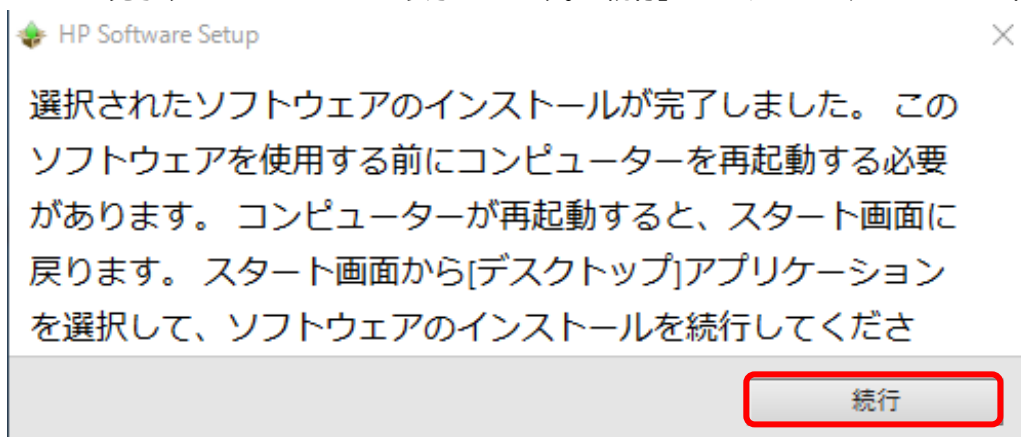 HP Software Setup
選択されたソフトウェアのインストールが完了しました。 この
ソフトウェアを使用する前にコンピューターを再起動する必要
があります。 コンピューターが再起動すると、スタート画面に
戻ります。 スタート画面から[デスクトップ]アプリケーション
を選択して、ソフトウェアのインストールを続行してくださ
続行